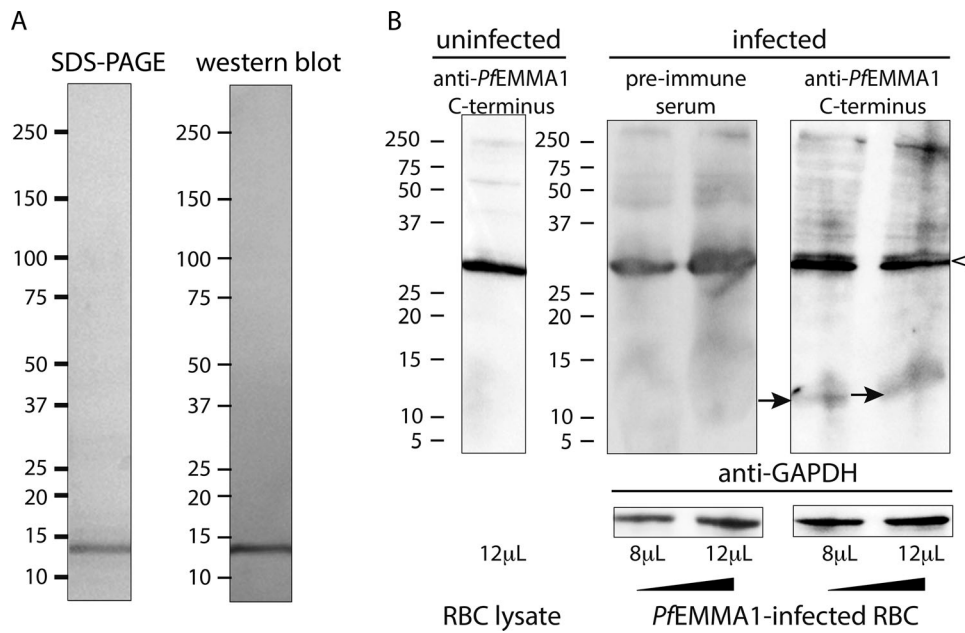 A
SDS-PAGE
250
150
100
75
50
37
25
20
15
10
western blot
250
150
100
75
50
37
25
20
15
10
B
uninfected
anti-PfEMMA1
C-terminus
250
75
50
37
25
20
15
10
5
12µL
RBC lysate
infected
pre-immune
serum
anti-PfEMMA1
C-terminus
250
75
50
37
25
20
15
10
5
<
anti-GAPDH
8µL 12µL 8µL 12µL
PfEMMA1-infected RBC